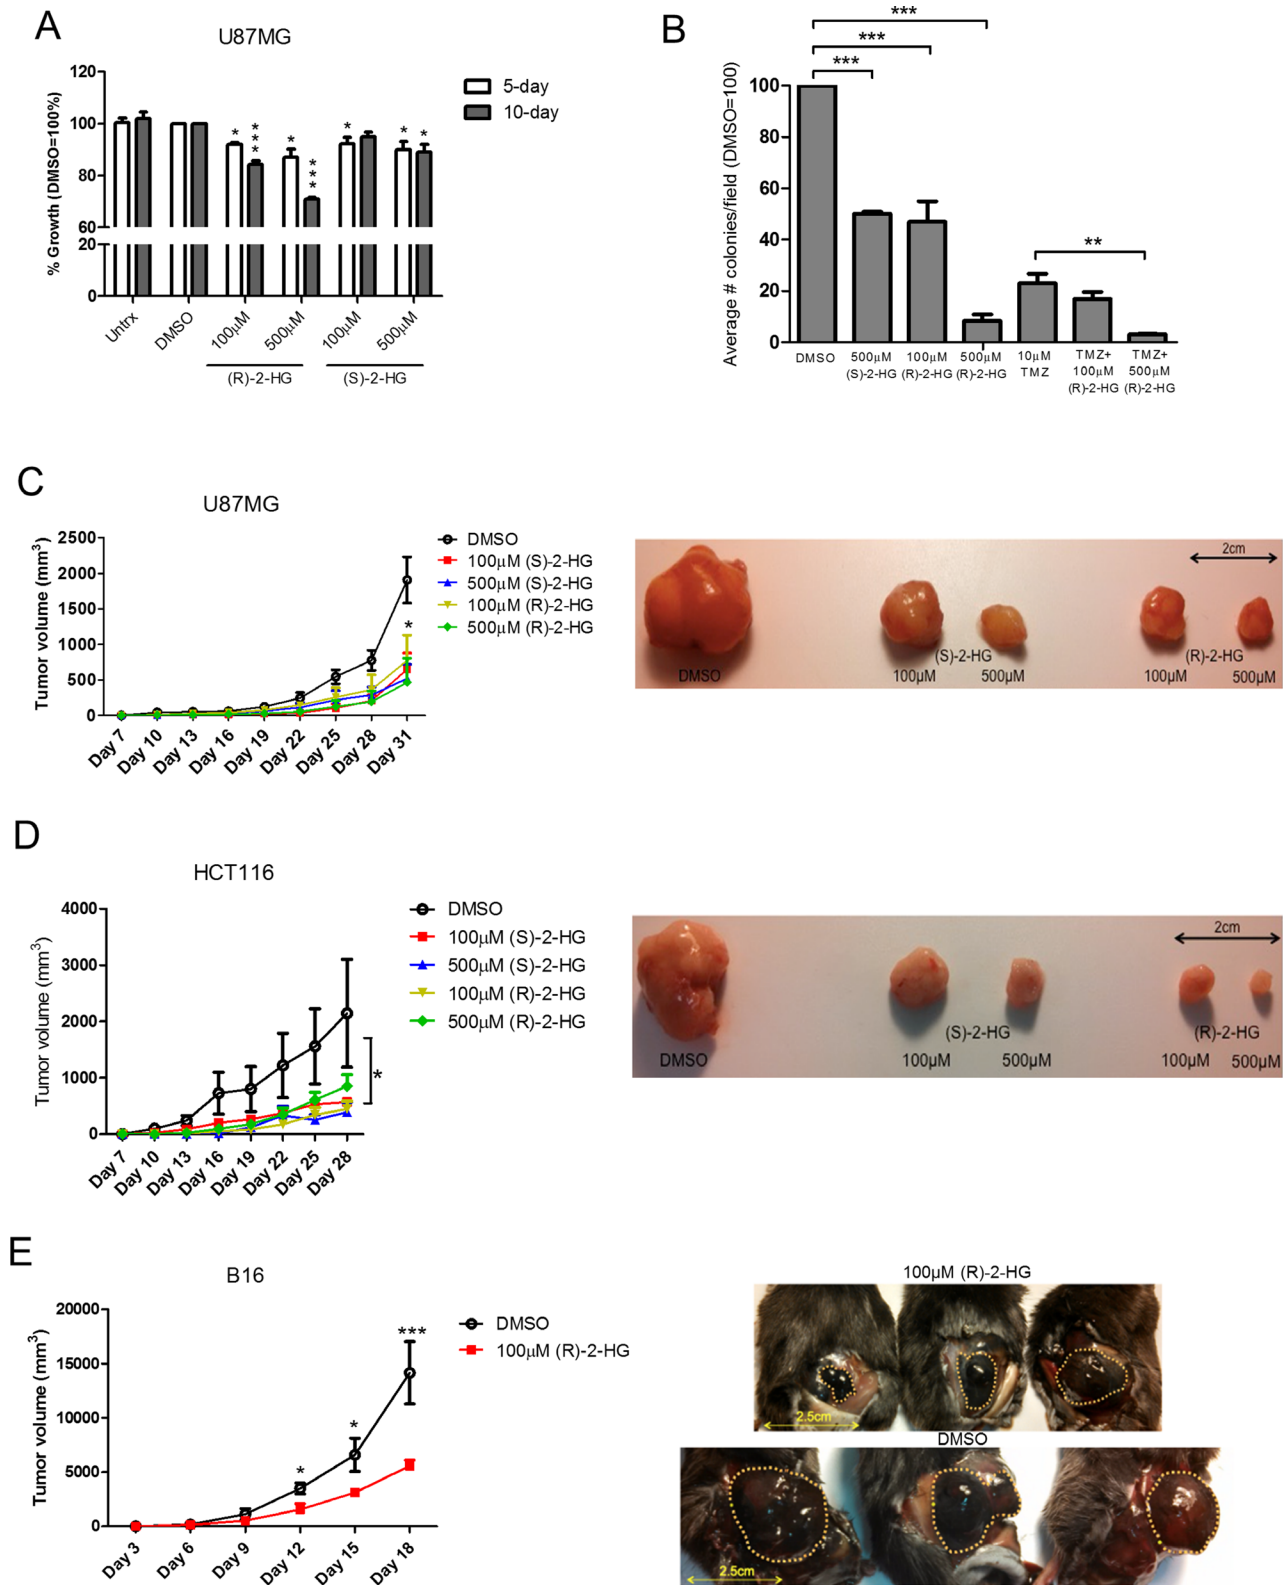 A
U87MG
% Growth (DMSO=100%)
120
100
80
60
20
0
* *** * *** * * *
5-day
10-day
Untrx DMSO 100µM 500µM 100µM 500µM
(R)-2-HG (S)-2-HG
B
Average # colonies/field (DMSO=100)
100
80
60
40
20
0
***
***
***
**
DMSO 500µM 100µM 500µM 10µM TMZ+ TMZ+
(S)-2-HG (R)-2-HG (R)-2-HG TMZ 100µM 500µM
(R)-2-HG (R)-2-HG
C
U87MG
Tumor volume (mm³)
2500
2000
1500
1000
500
0
*
DMSO
100µM (S)-2-HG
500µM (S)-2-HG
100µM (R)-2-HG
500µM (R)-2-HG
Day 7 Day 10 Day 13 Day 16 Day 19 Day 22 Day 25 Day 28 Day 31
2cm
(S)-2-HG (R)-2-HG
DMSO 100µM 500µM 100µM 500µM
D
HCT116
Tumor volume (mm³)
4000
3000
2000
1000
0
*
DMSO
100µM (S)-2-HG
500µM (S)-2-HG
100µM (R)-2-HG
500µM (R)-2-HG
Day 7 Day 10 Day 13 Day 16 Day 19 Day 22 Day 25 Day 28
2cm
(S)-2-HG (R)-2-HG
DMSO 100µM 500µM 100µM 500µM
E
B16
Tumor volume (mm³)
20000
15000
10000
5000
0
* * ***
DMSO
100µM (R)-2-HG
Day 3 Day 6 Day 9 Day 12 Day 15 Day 18
100µM (R)-2-HG
2.5cm
DMSO
2.5cm